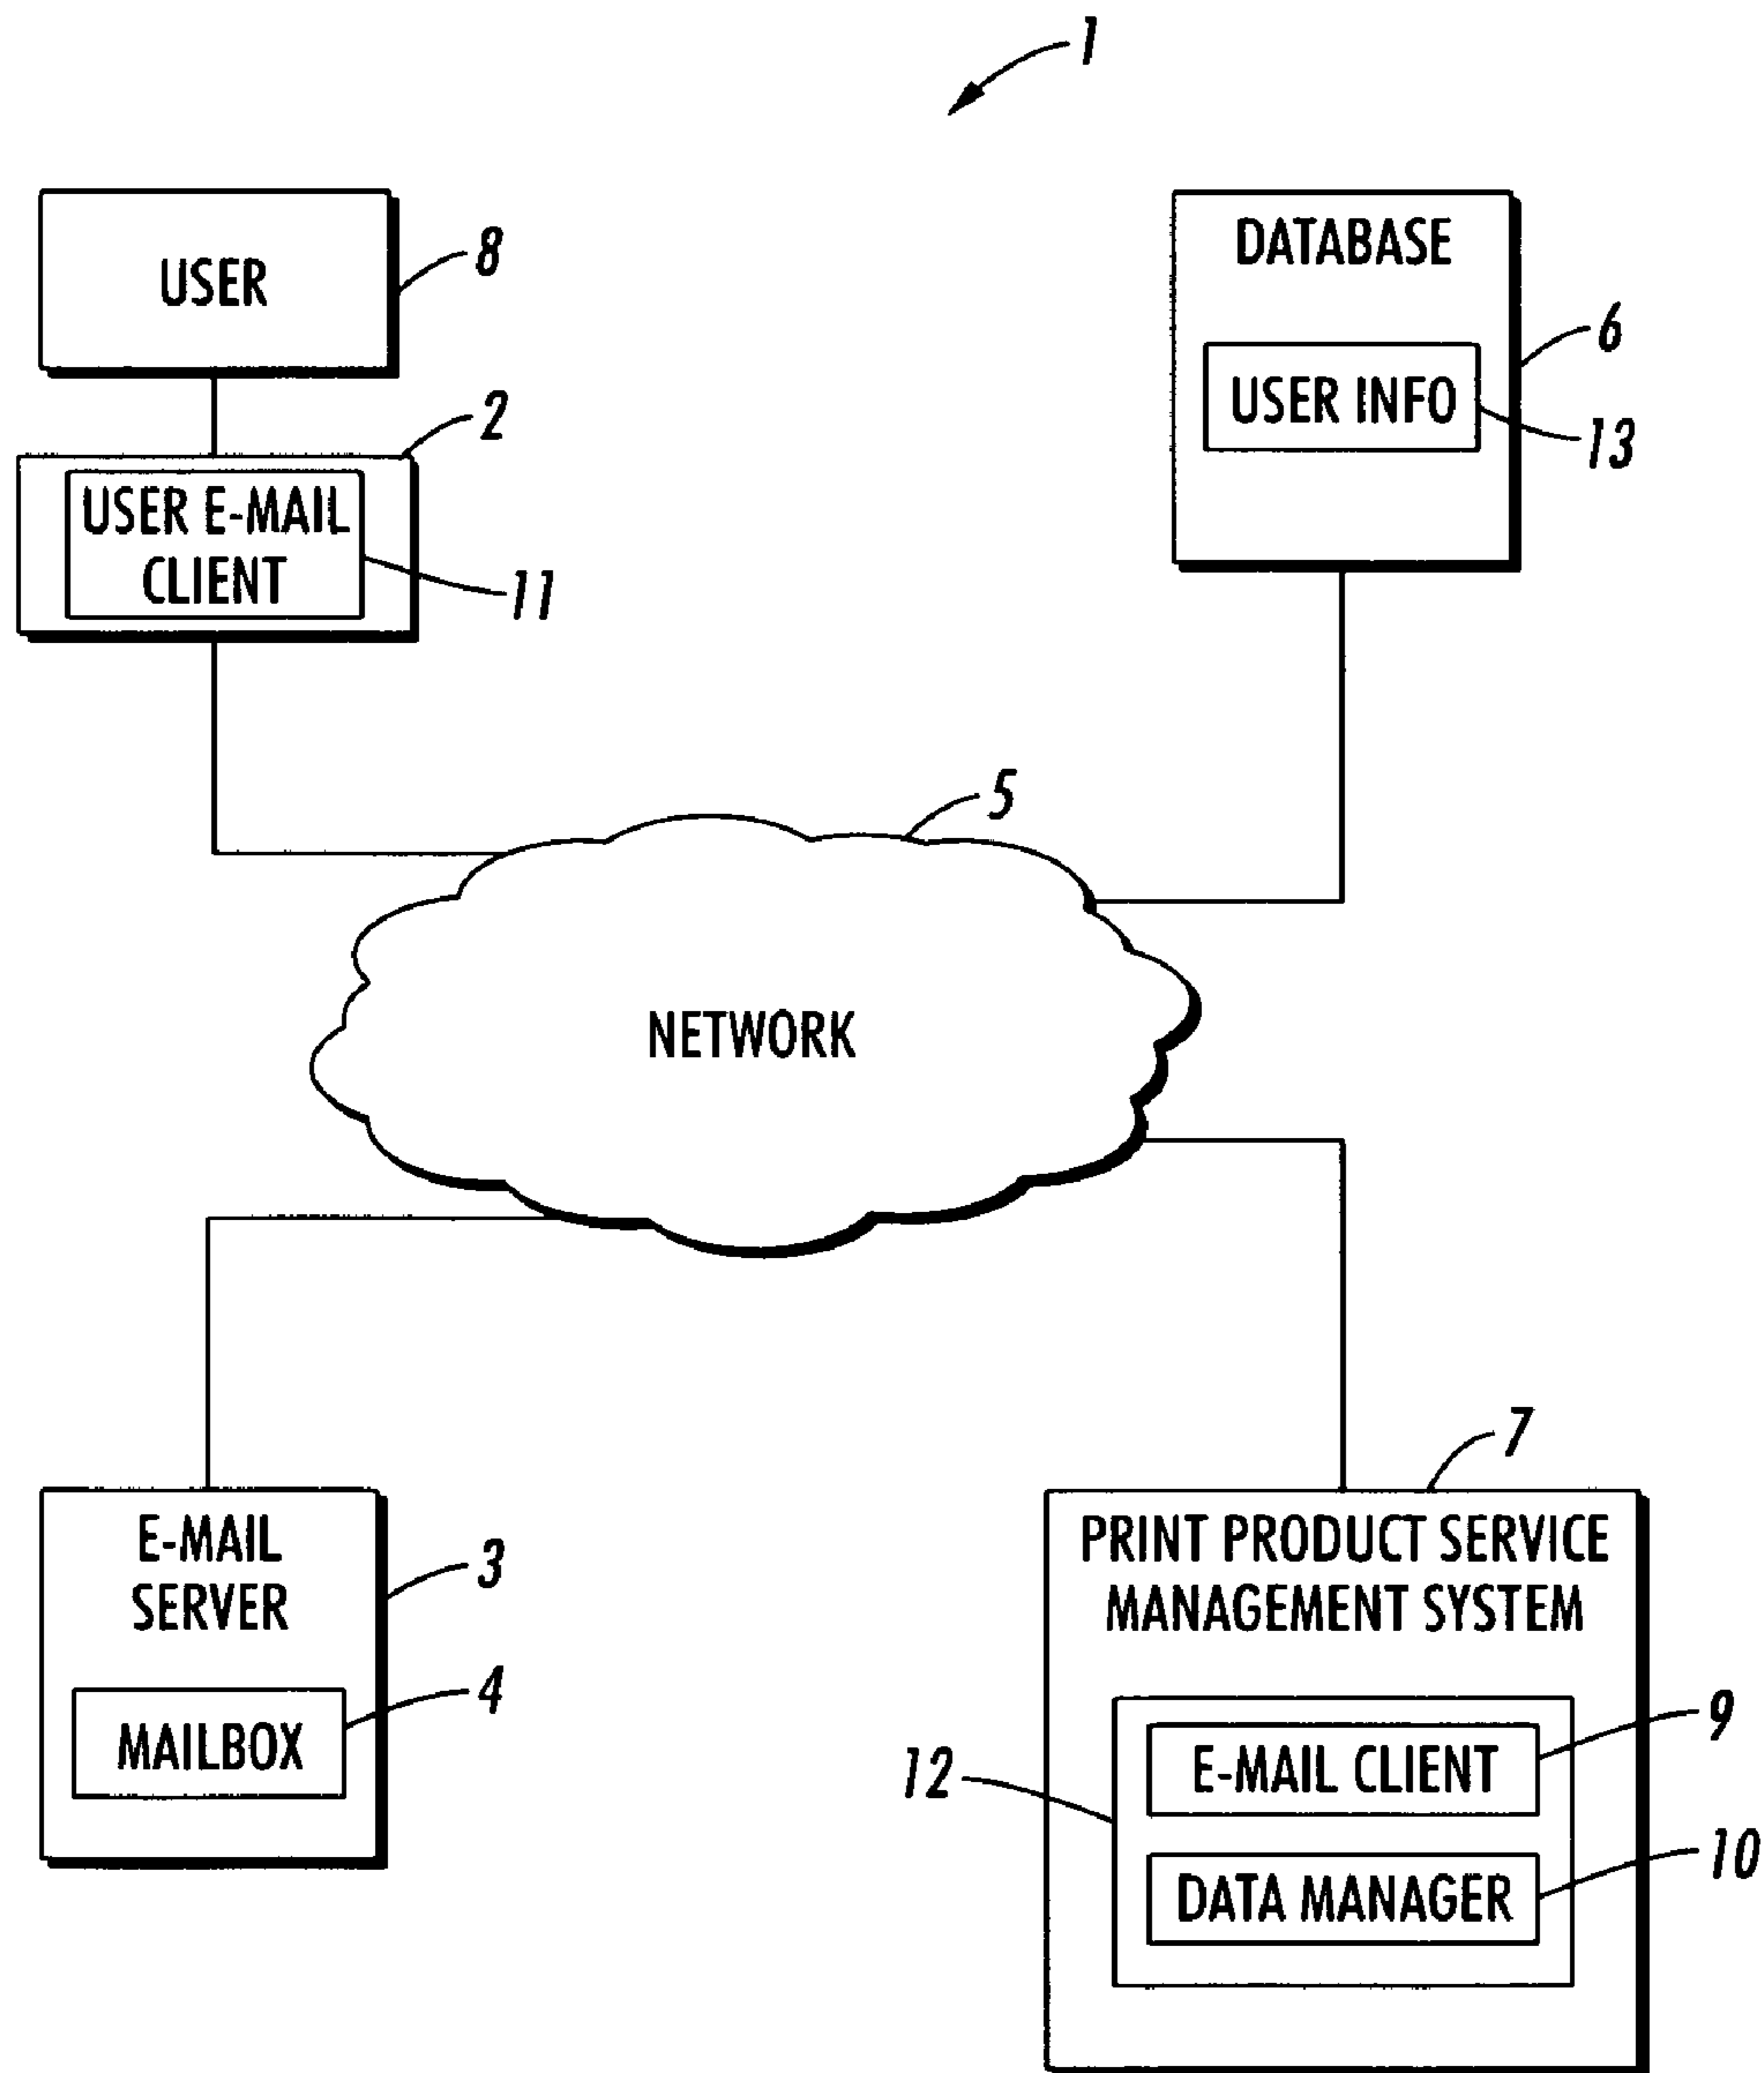 1
USER
8
DATABASE
6
USER INFO
13
2
USER E-MAIL
CLIENT
11
5
NETWORK
7
E-MAIL
SERVER
3
MAILBOX
4
PRINT PRODUCT SERVICE
MANAGEMENT SYSTEM
12
E-MAIL CLIENT
9
DATA MANAGER
10